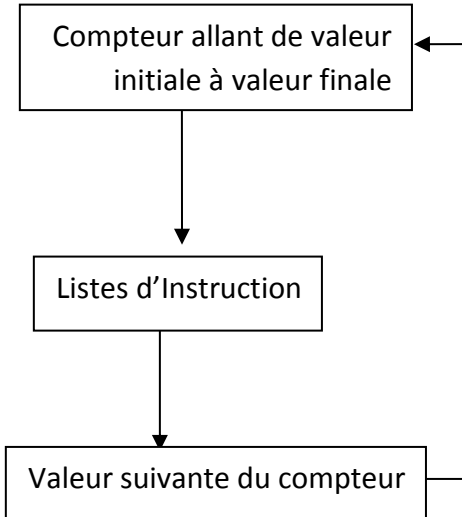 Compteur allant de valeur
initiale à valeur finale
Listes d’Instruction
Valeur suivante du compteur